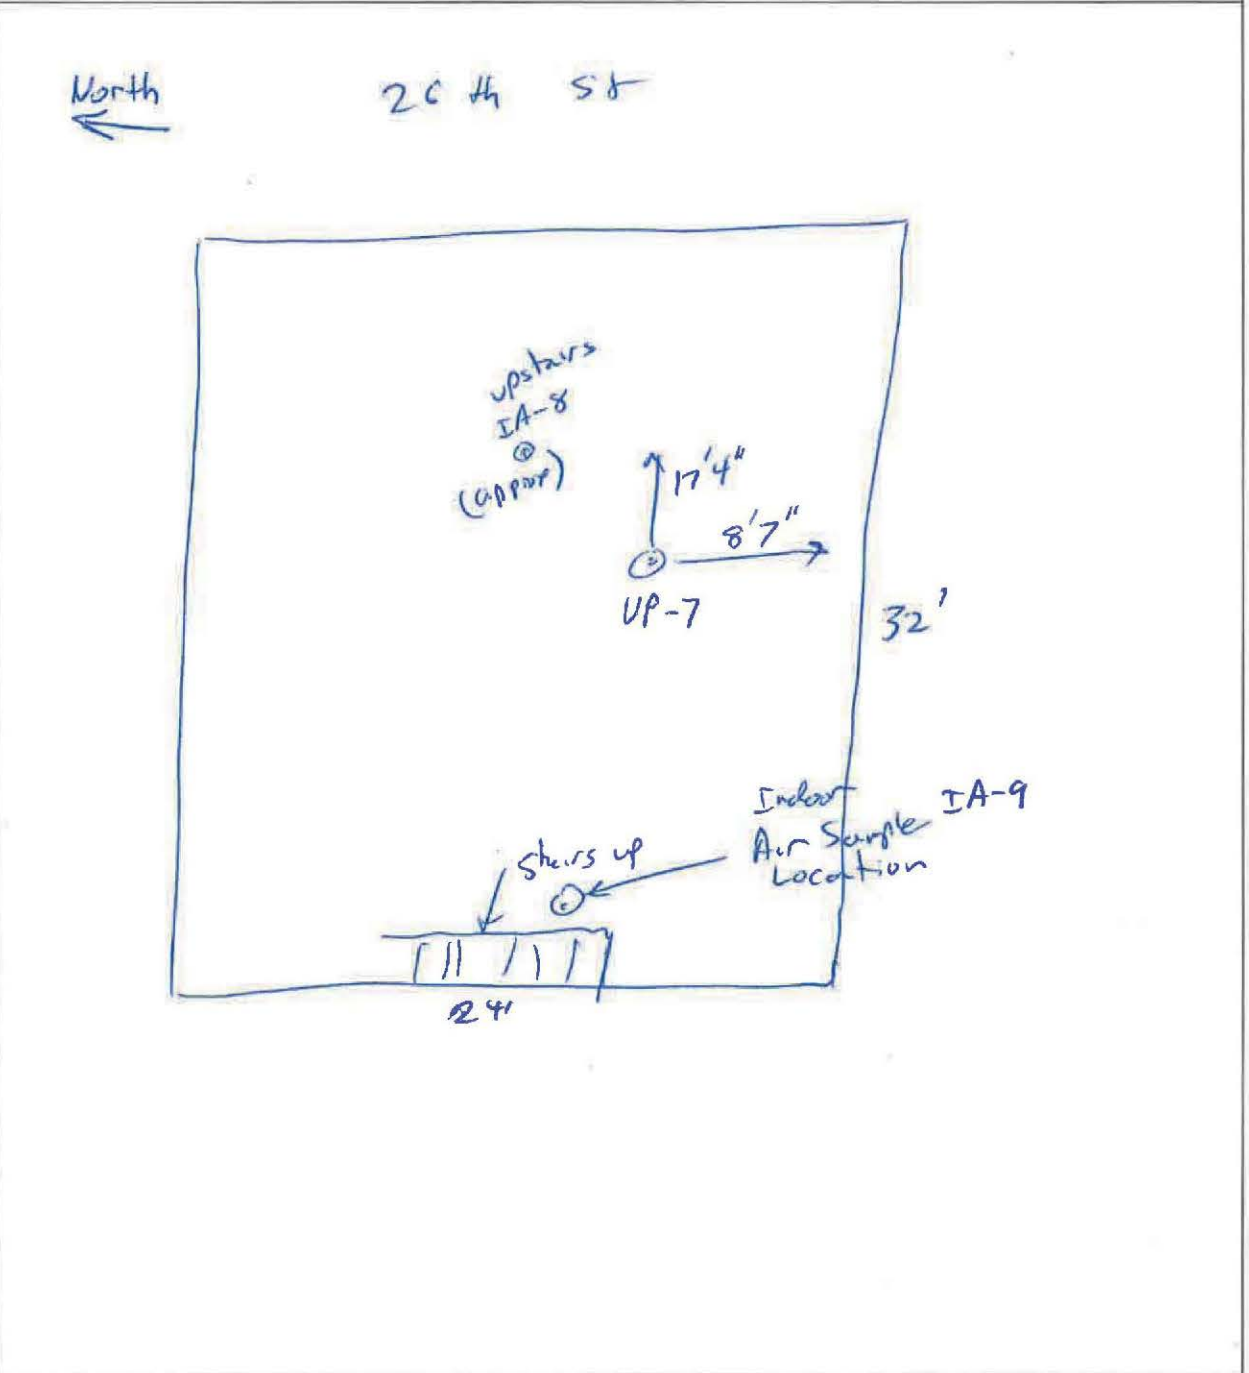 North
26 th St
upstairs
IA-8
(approx)
17'4"
8'7"
UP-7
32'
Indoor
Air Sample IA-9
Location
Stairs up
24'